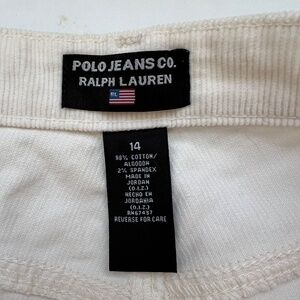 POLO JEANS CO.
RALPH LAUREN
RL
14
98% COTTON/
ALGODON
2% SPANDEX
MADE IN
JORDAN
(Q.I.Z.)
HECHO EN
JORDANIA
(Q.I.Z.)
RN67437
REVERSE FOR CARE